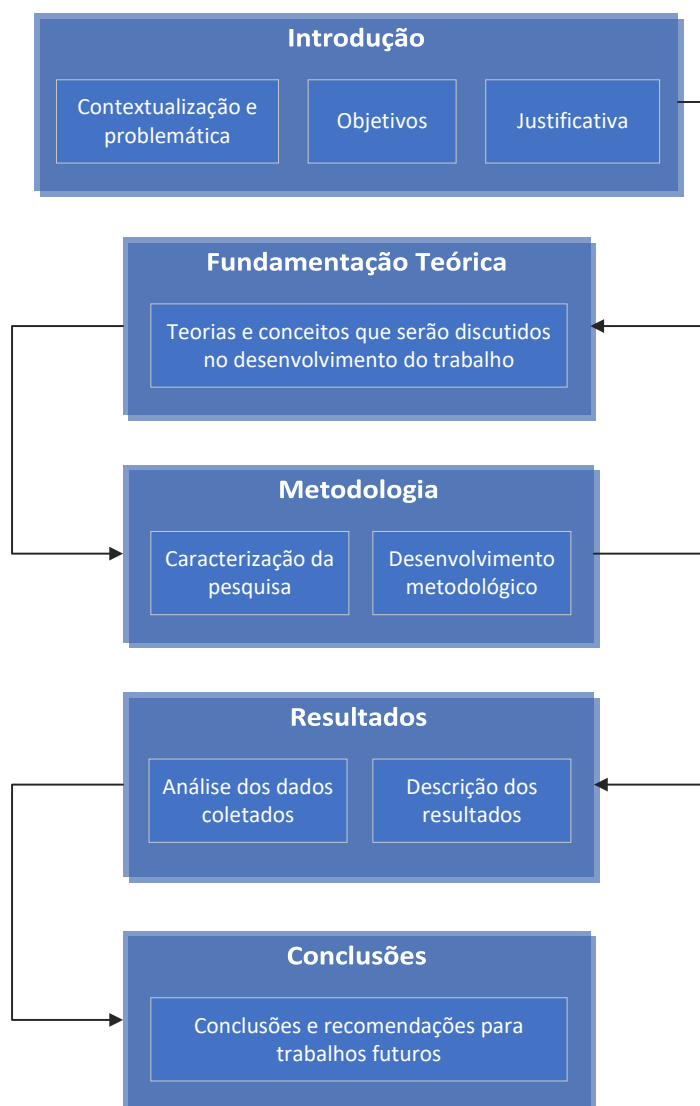 Introdução
Contextualização e
problemática
Objetivos
Justificativa
Fundamentação Teórica
Teorias e conceitos que serão discutidos
no desenvolvimento do trabalho
Metodologia
Caracterização da
pesquisa
Desenvolvimento
metodológico
Resultados
Análise dos dados
coletados
Descrição dos
resultados
Conclusões
Conclusões e recomendações para
trabalhos futuros